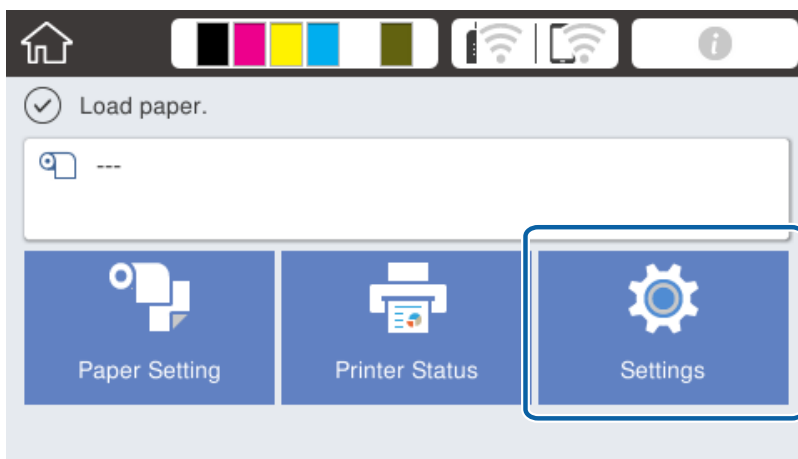 i
Load paper.
---
Paper Setting
Printer Status
Settings